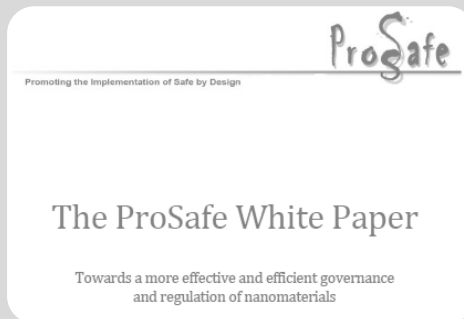 ProSafe
Promoting the Implementation of Safe by Design
The ProSafe White Paper
Towards a more effective and efficient governance
and regulation of nanomaterials